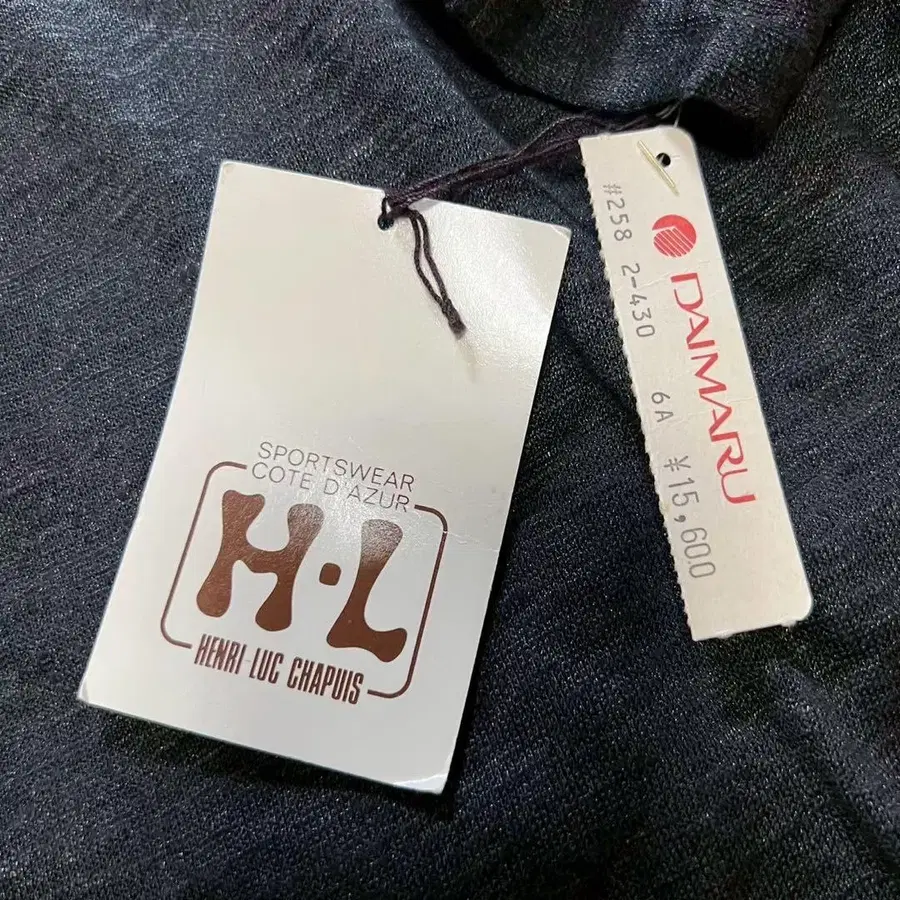 SPORTSWEAR
COTE D'AZUR
H·L
HENRI-LUC CHAPUIS
DAIMARU
#258 2-430 6A ¥15,600